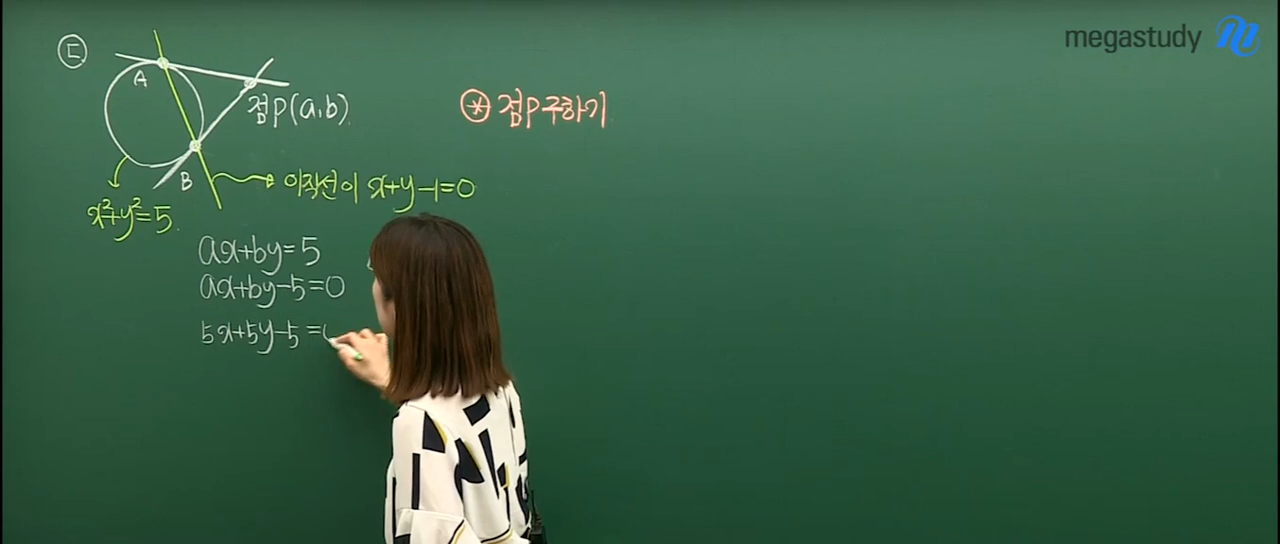 megastudy
ⓔ
A
점P(a,b)
⊛ 점P구하기
B
이직선이 x+y-1=0
x²+y²=5
ax+by=5
ax+by-5=0
5x+5y-5=0